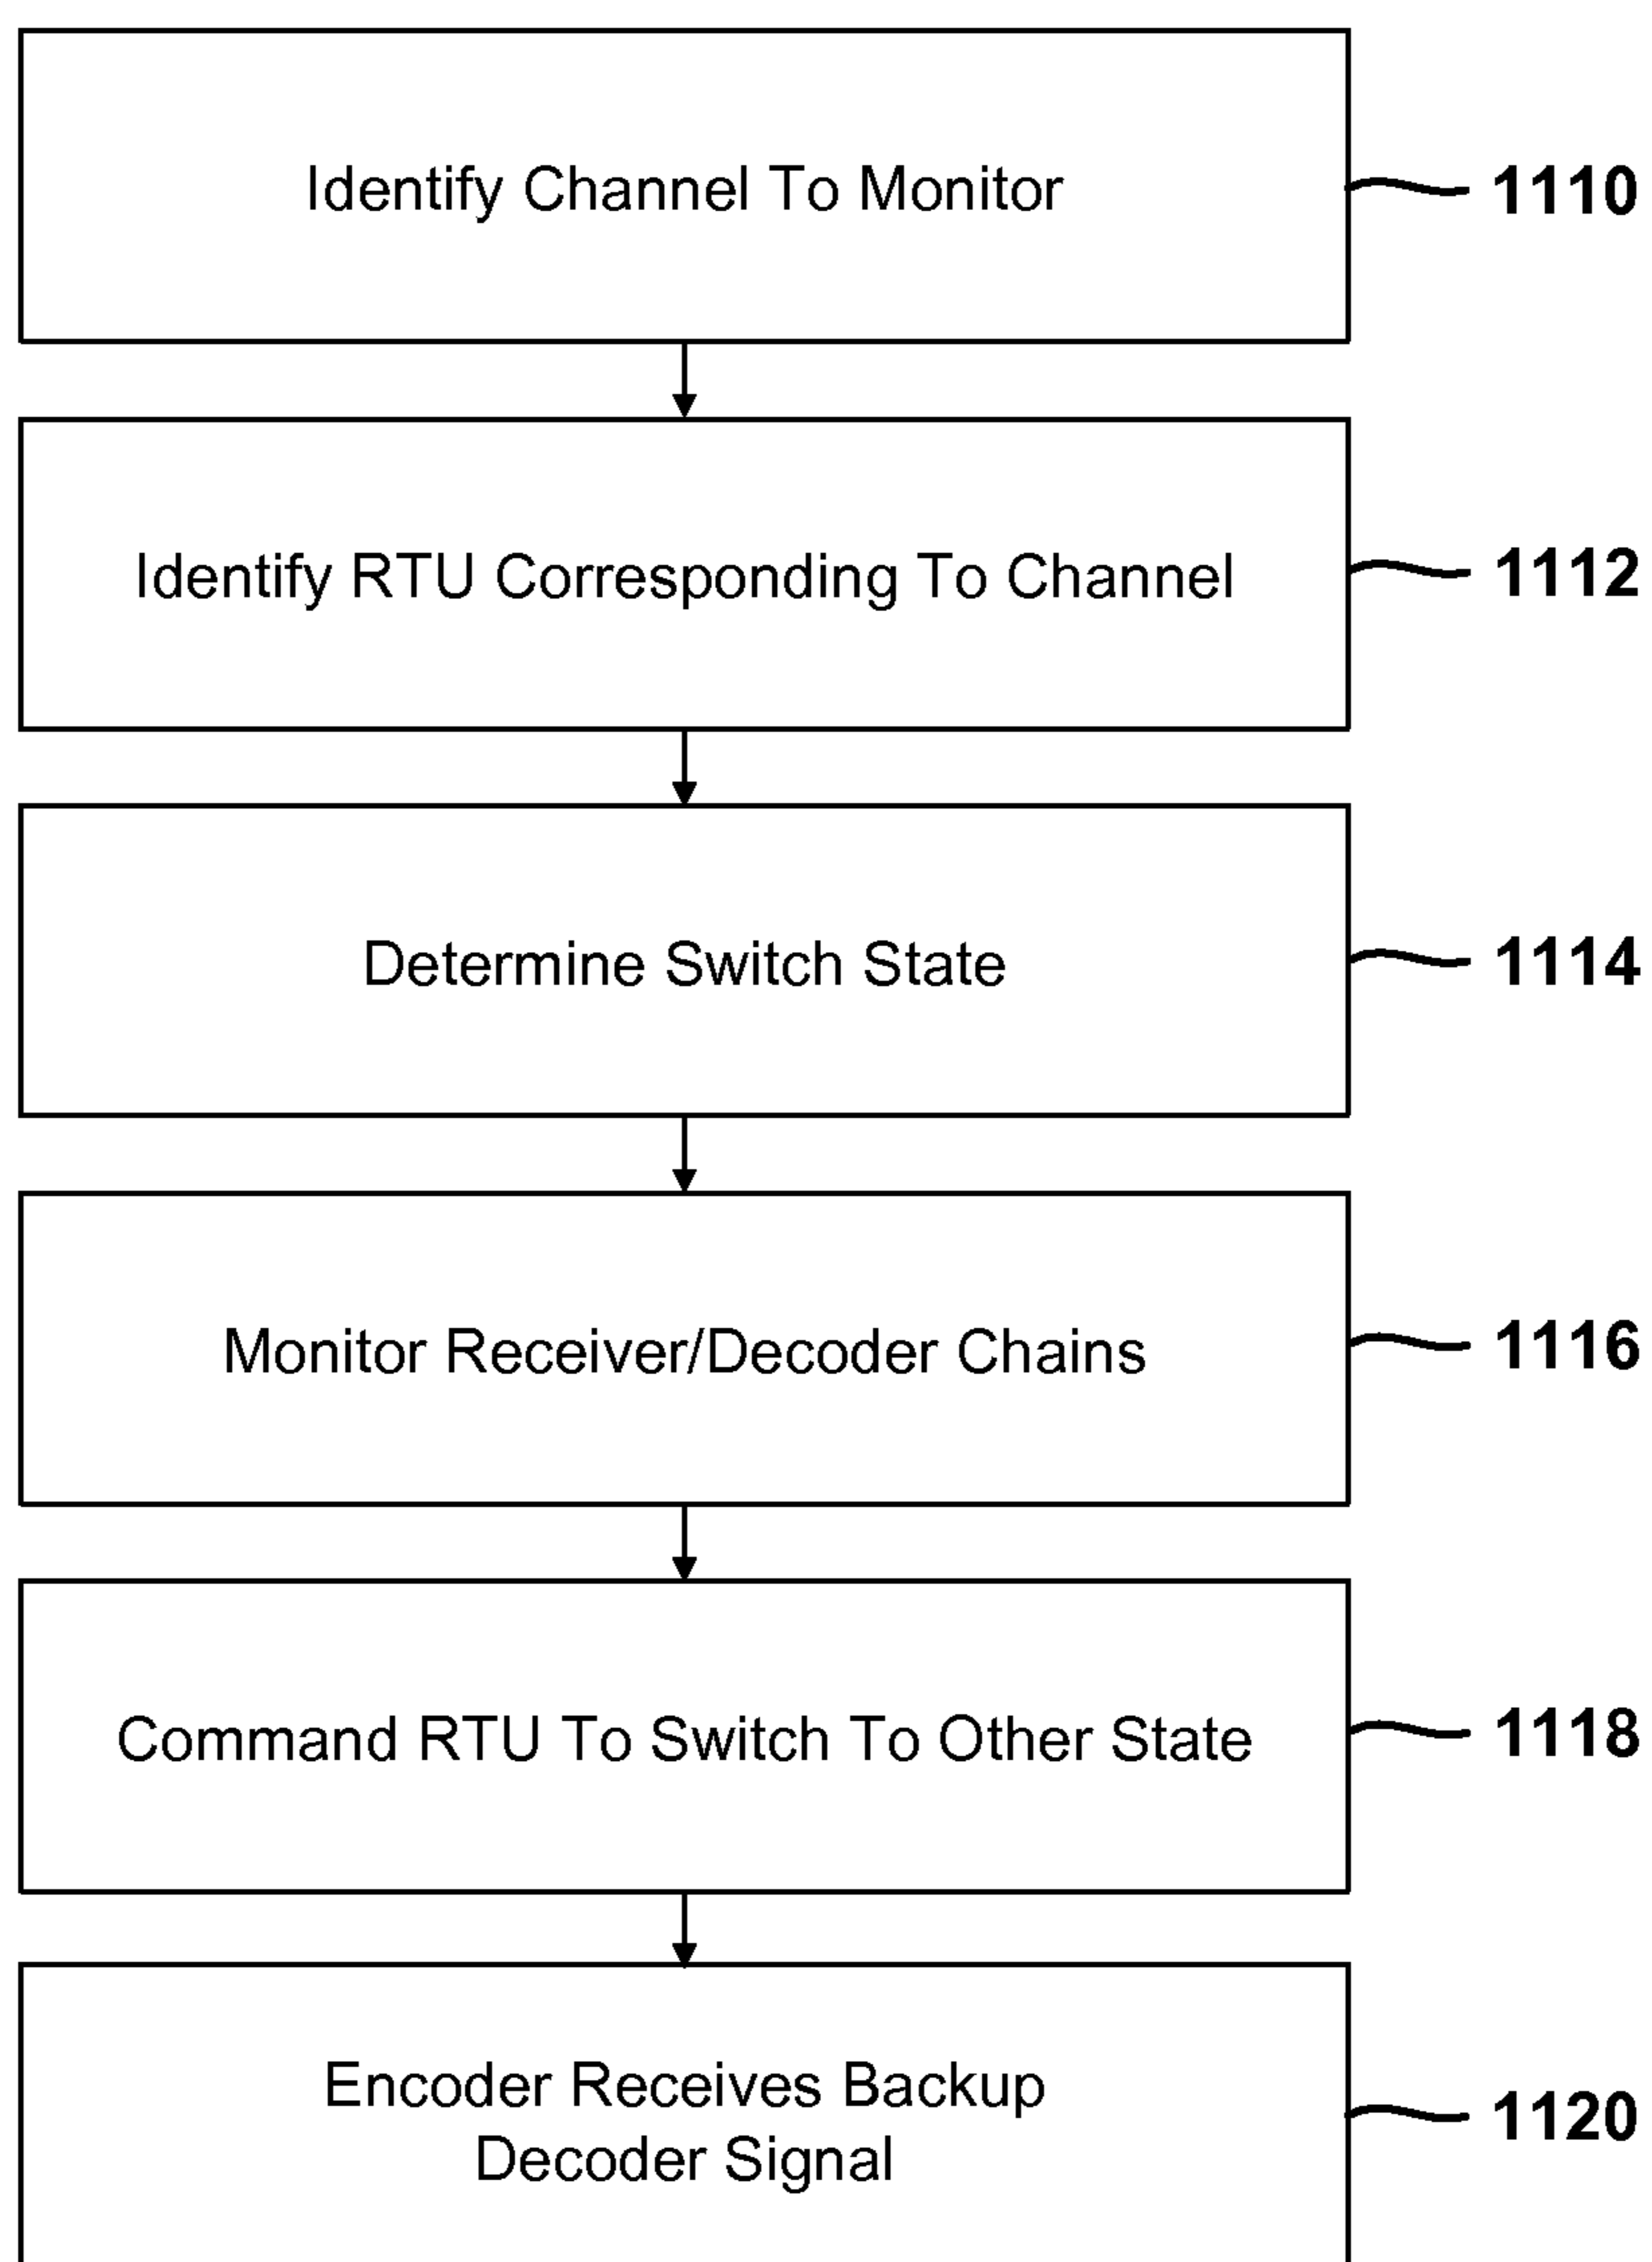 Identify Channel To Monitor
1110
Identify RTU Corresponding To Channel
1112
Determine Switch State
1114
Monitor Receiver/Decoder Chains
1116
Command RTU To Switch To Other State
1118
Encoder Receives Backup
Decoder Signal
1120